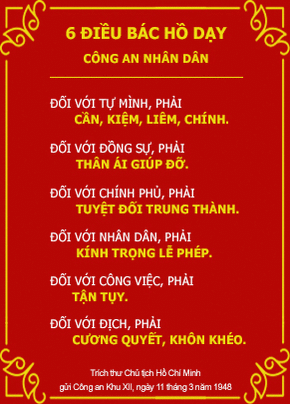 6 ĐIỀU BÁC HỒ DẠY
CÔNG AN NHÂN DÂN
ĐỐI VỚI TỰ MÌNH, PHẢI
CẦN, KIỆM, LIÊM, CHÍNH.
ĐỐI VỚI ĐỒNG SỰ, PHẢI
THÂN ÁI GIÚP ĐỠ.
ĐỐI VỚI CHÍNH PHỦ, PHẢI
TUYỆT ĐỐI TRUNG THÀNH.
ĐỐI VỚI NHÂN DÂN, PHẢI
KÍNH TRỌNG LỄ PHÉP.
ĐỐI VỚI CÔNG VIỆC, PHẢI
TẬN TỤY.
ĐỐI VỚI ĐỊCH, PHẢI
CƯƠNG QUYẾT, KHÔN KHÉO.
Trích thư Chủ tịch Hồ Chí Minh
gửi Công an Khu XII, ngày 11 tháng 3 năm 1948